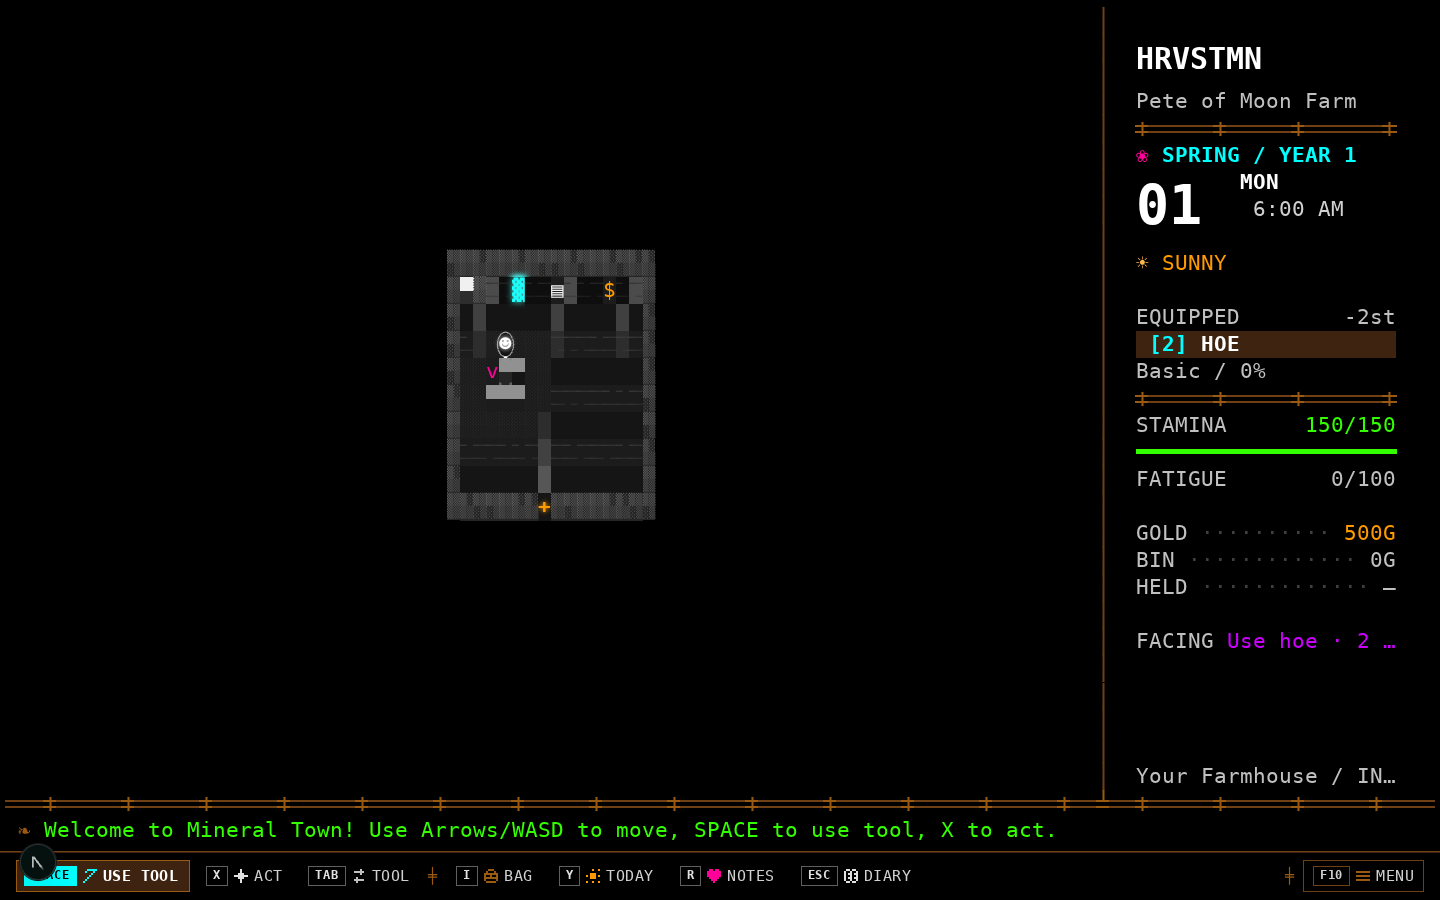 HRVSTMN
Pete of Moon Farm
SPRING / YEAR 1
01 MON
6:00 AM
SUNNY
EQUIPPED -2st
[2] HOE
Basic / 0%
STAMINA 150/150
FATIGUE 0/100
GOLD ·········· 500G
BIN ············· 0G
HELD ············· —
FACING Use hoe · 2 …
$
v
+
Your Farmhouse / IN…
Welcome to Mineral Town! Use Arrows/WASD to move, SPACE to use tool, X to act.
USE TOOL X ACT TAB TOOL I BAG Y TODAY R NOTES ESC DIARY F10 MENU